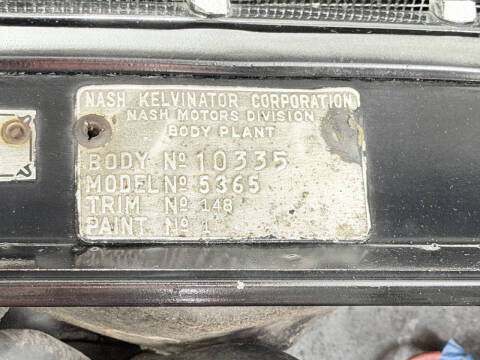 NASH KELVINATOR CORPORATION
NASH MOTORS DIVISION
BODY PLANT
BODY Nº 10335
MODEL Nº 5365
TRIM Nº 148
PAINT Nº 1